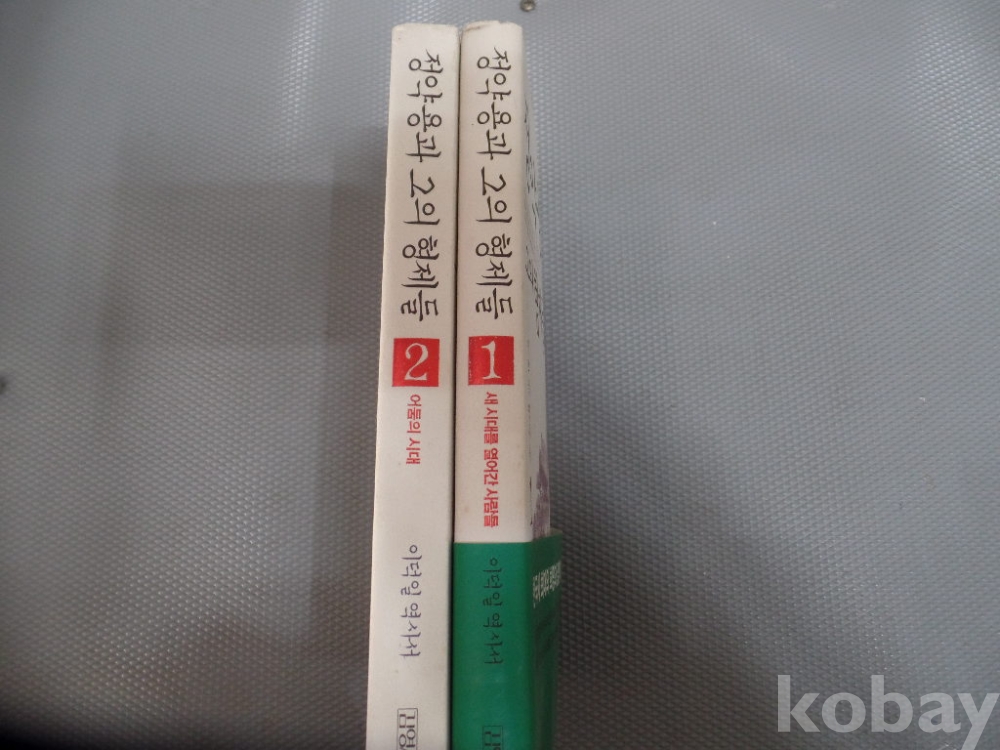 정약용과 그의 형제들
2
어둠의 시대
이덕일 역사서
김영
정약용과 그의 형제들
1
새 시대를 열어간 사람들
이덕일 역사서
kobay